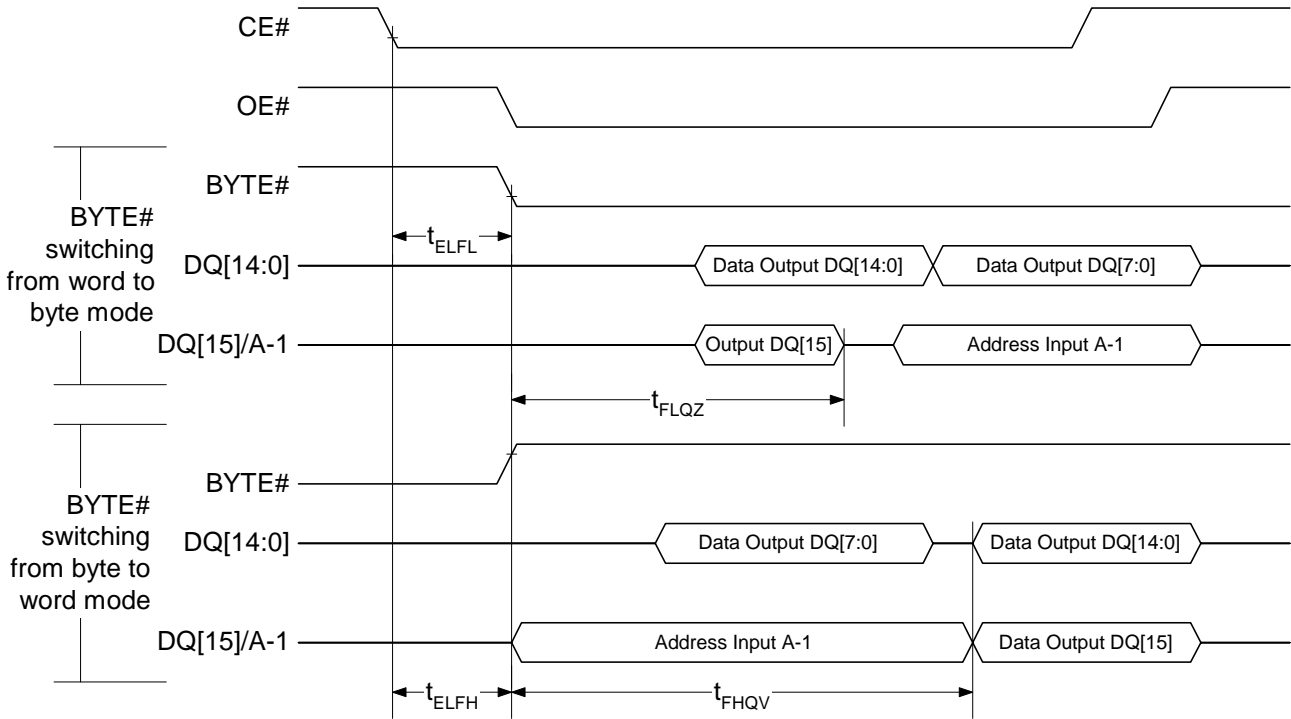 CE#
OE#
BYTE#
switching
from word to
byte mode
BYTE#
tELFL
DQ[14:0]
Data Output DQ[14:0]
Data Output DQ[7:0]
DQ[15]/A-1
Output DQ[15]
Address Input A-1
tFLQZ
BYTE#
switching
from byte to
word mode
BYTE#
DQ[14:0]
Data Output DQ[7:0]
Data Output DQ[14:0]
DQ[15]/A-1
Address Input A-1
Data Output DQ[15]
tELFH
tFHQV